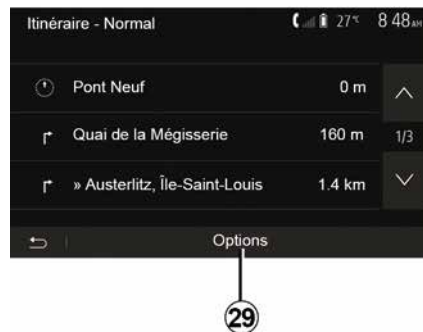 Itinéraire - Normal 27℃ 8 48 AM
Pont Neuf 0 m
Quai de la Mégisserie 160 m 1/3
» Austerlitz, Île-Saint-Louis 1.4 km
Options
29